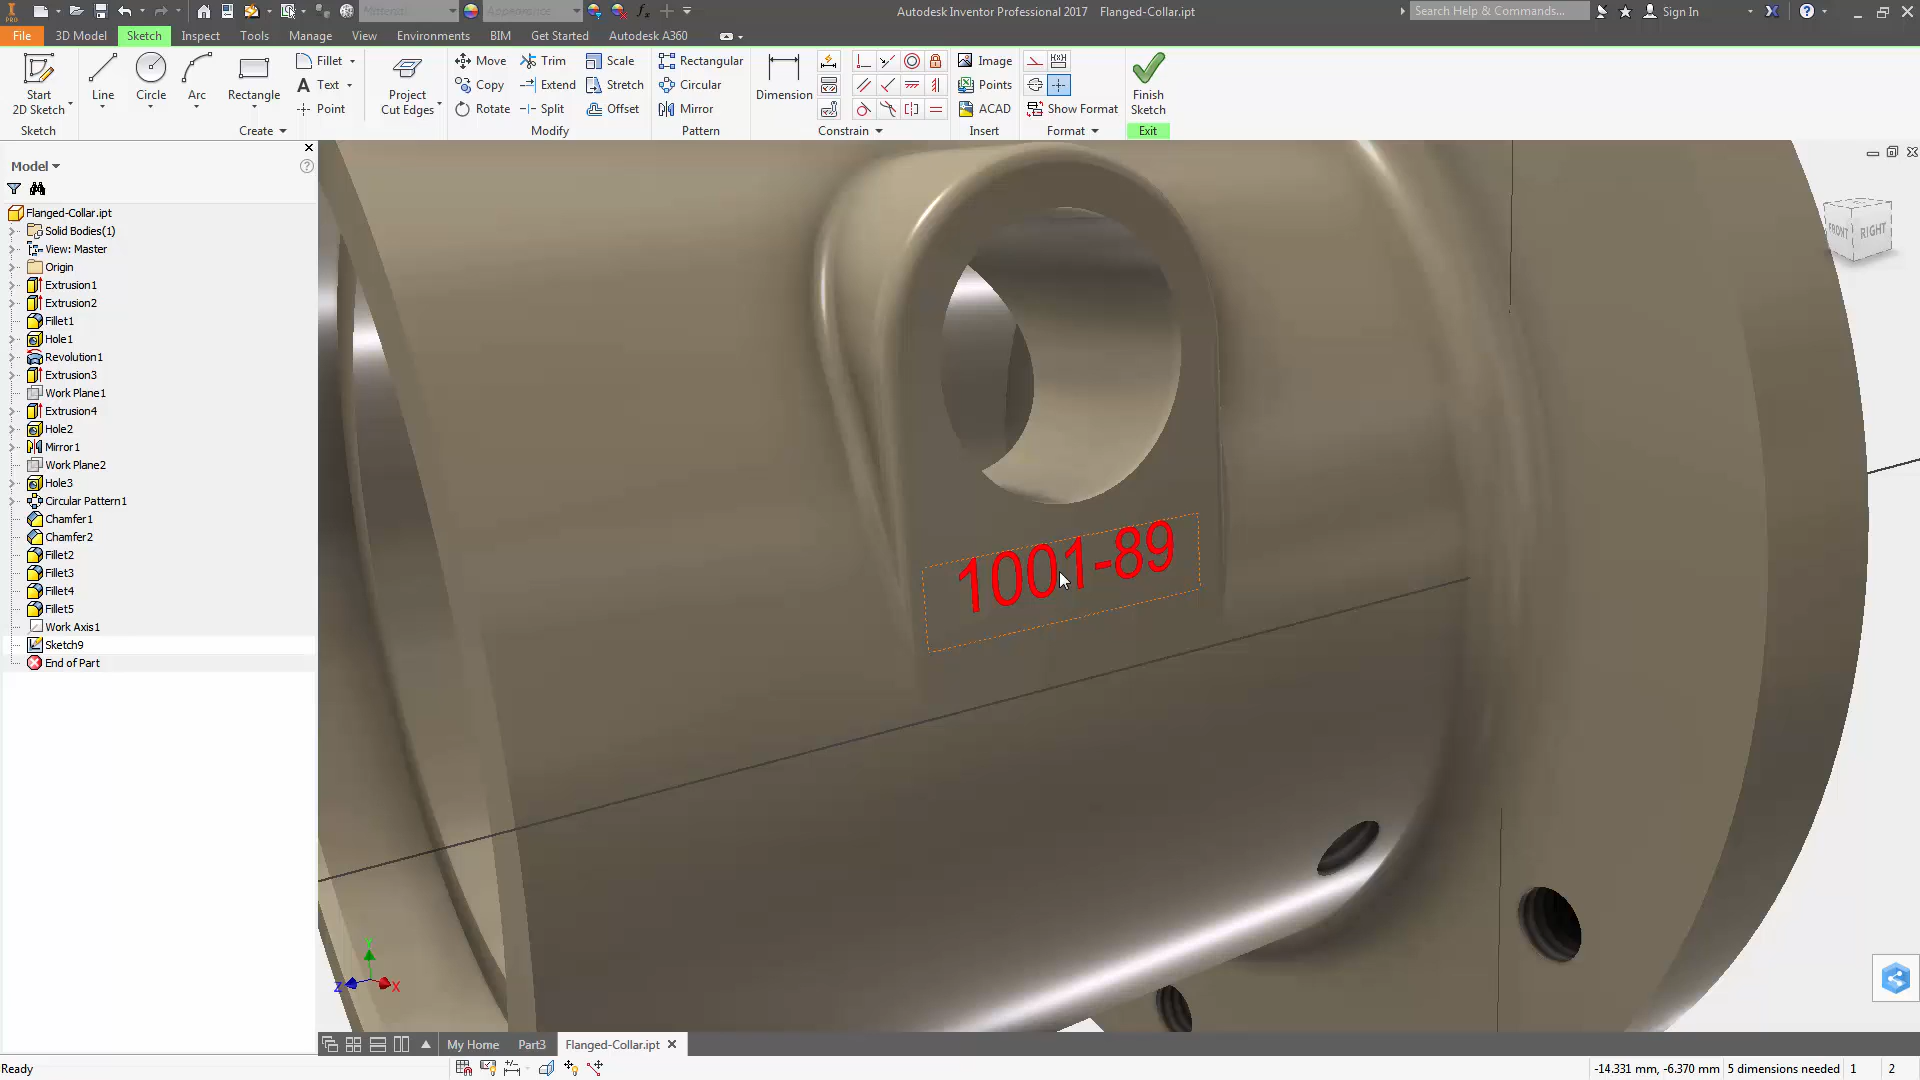 Material
Appearance
Autodesk Inventor Professional 2017 Flanged-Collar.ipt
Search Help & Commands...
Sign In
PRO
File 3D Model Sketch Inspect Tools Manage View Environments BIM Get Started Autodesk A360
Start
2D Sketch
Sketch
Line
Circle
Arc
Rectangle
Fillet
Text
Point
Create
Project
Cut Edges
Move
Copy
Rotate
Trim
Extend
Split
Scale
Stretch
Offset
Modify
Rectangular
Circular
Mirror
Pattern
Dimension
Constrain
Image
Points
ACAD
Insert
Show Format
Format
Finish
Sketch
Exit
Model
Flanged-Collar.ipt
Solid Bodies(1)
View: Master
Origin
Extrusion1
Extrusion2
Fillet1
Hole1
Revolution1
Extrusion3
Work Plane1
Extrusion4
Hole2
Mirror1
Work Plane2
Hole3
Circular Pattern1
Chamfer1
Chamfer2
Fillet2
Fillet3
Fillet4
Fillet5
Work Axis1
Sketch9
End of Part
FRONT RIGHT
1001-89
Y
Z
X
My Home Part3 Flanged-Collar.ipt
Ready
-14.331 mm, -6.370 mm 5 dimensions needed 1 2